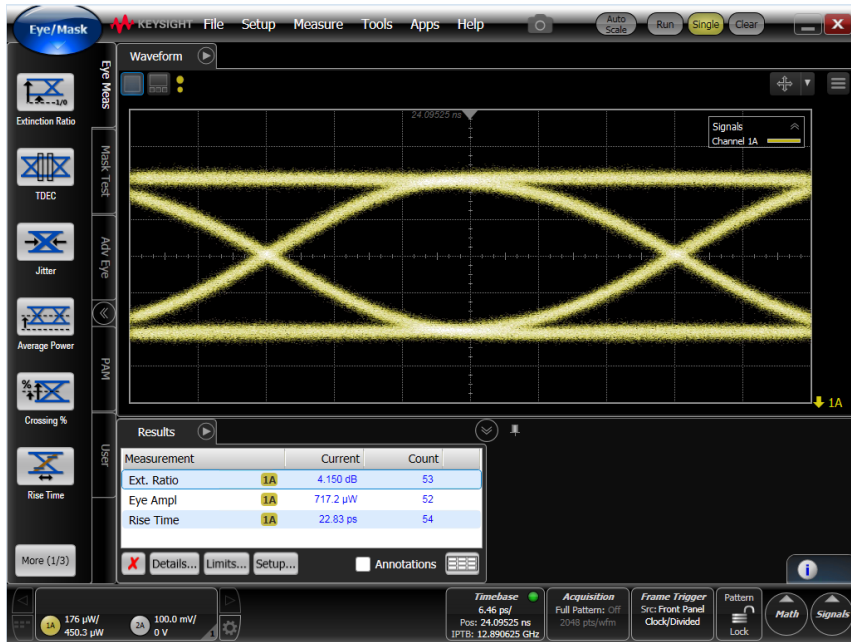 Eye/Mask
KEYSIGHT File Setup Measure Tools Apps Help
Auto
Scale
Run
Single
Clear
X
Waveform
24.09525 ns
Signals
Channel 1A
1/0
Extinction Ratio
TDEC
Jitter
Average Power
%
Crossing %
Rise Time
More (1/3)
Eye Meas
Mask Test
Adv Eye
PAM
User
1A
Results
Measurement Current Count
Ext. Ratio 1A 4.150 dB 53
Eye Ampl 1A 717.2 µW 52
Rise Time 1A 22.83 ps 54
Details... Limits... Setup... Annotations
i
1A
176 µW/
450.3 µW
2A
100.0 mV/
0 V
1
1
Timebase
6.46 ps/
Pos: 24.09525 ns
IPTB: 12.890625 GHz
Acquisition
Full Pattern: Off
2048 pts/wfm
Frame Trigger
Src: Front Panel
Clock/Divided
Pattern
Lock
Math
Signals